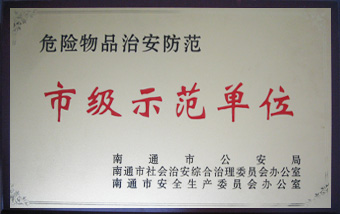 危险物品治安防范
市级示范单位
南通市公安局
南通市社会治安综合治理委员会办公室
南通市安全生产委员会办公室